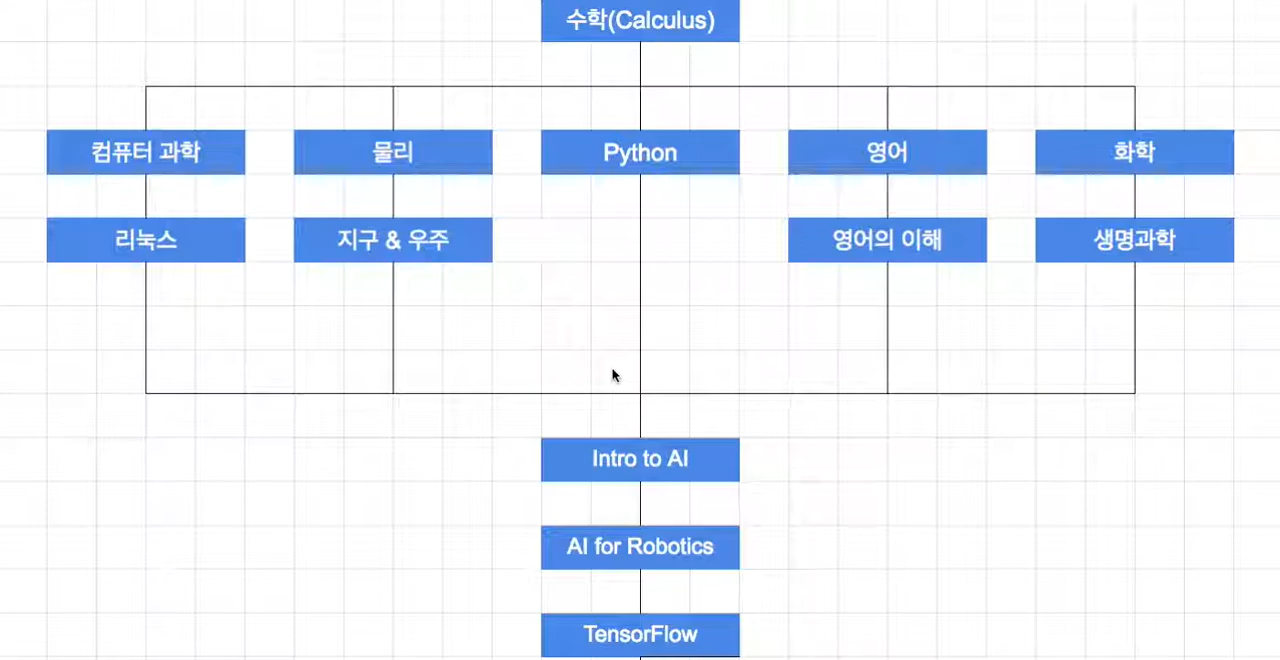 수학(Calculus)
컴퓨터 과학
물리
Python
영어
화학
리눅스
지구 & 우주
영어의 이해
생명과학
Intro to AI
AI for Robotics
TensorFlow